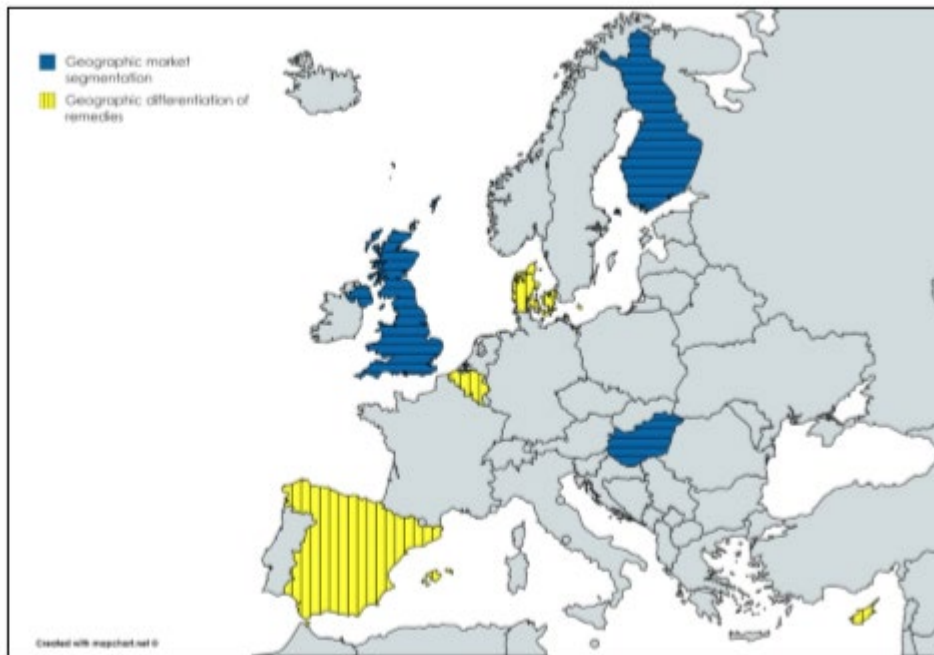 Geographic market
segmentation
Geographic differentiation of
remedies
Created with mapchart.net ©